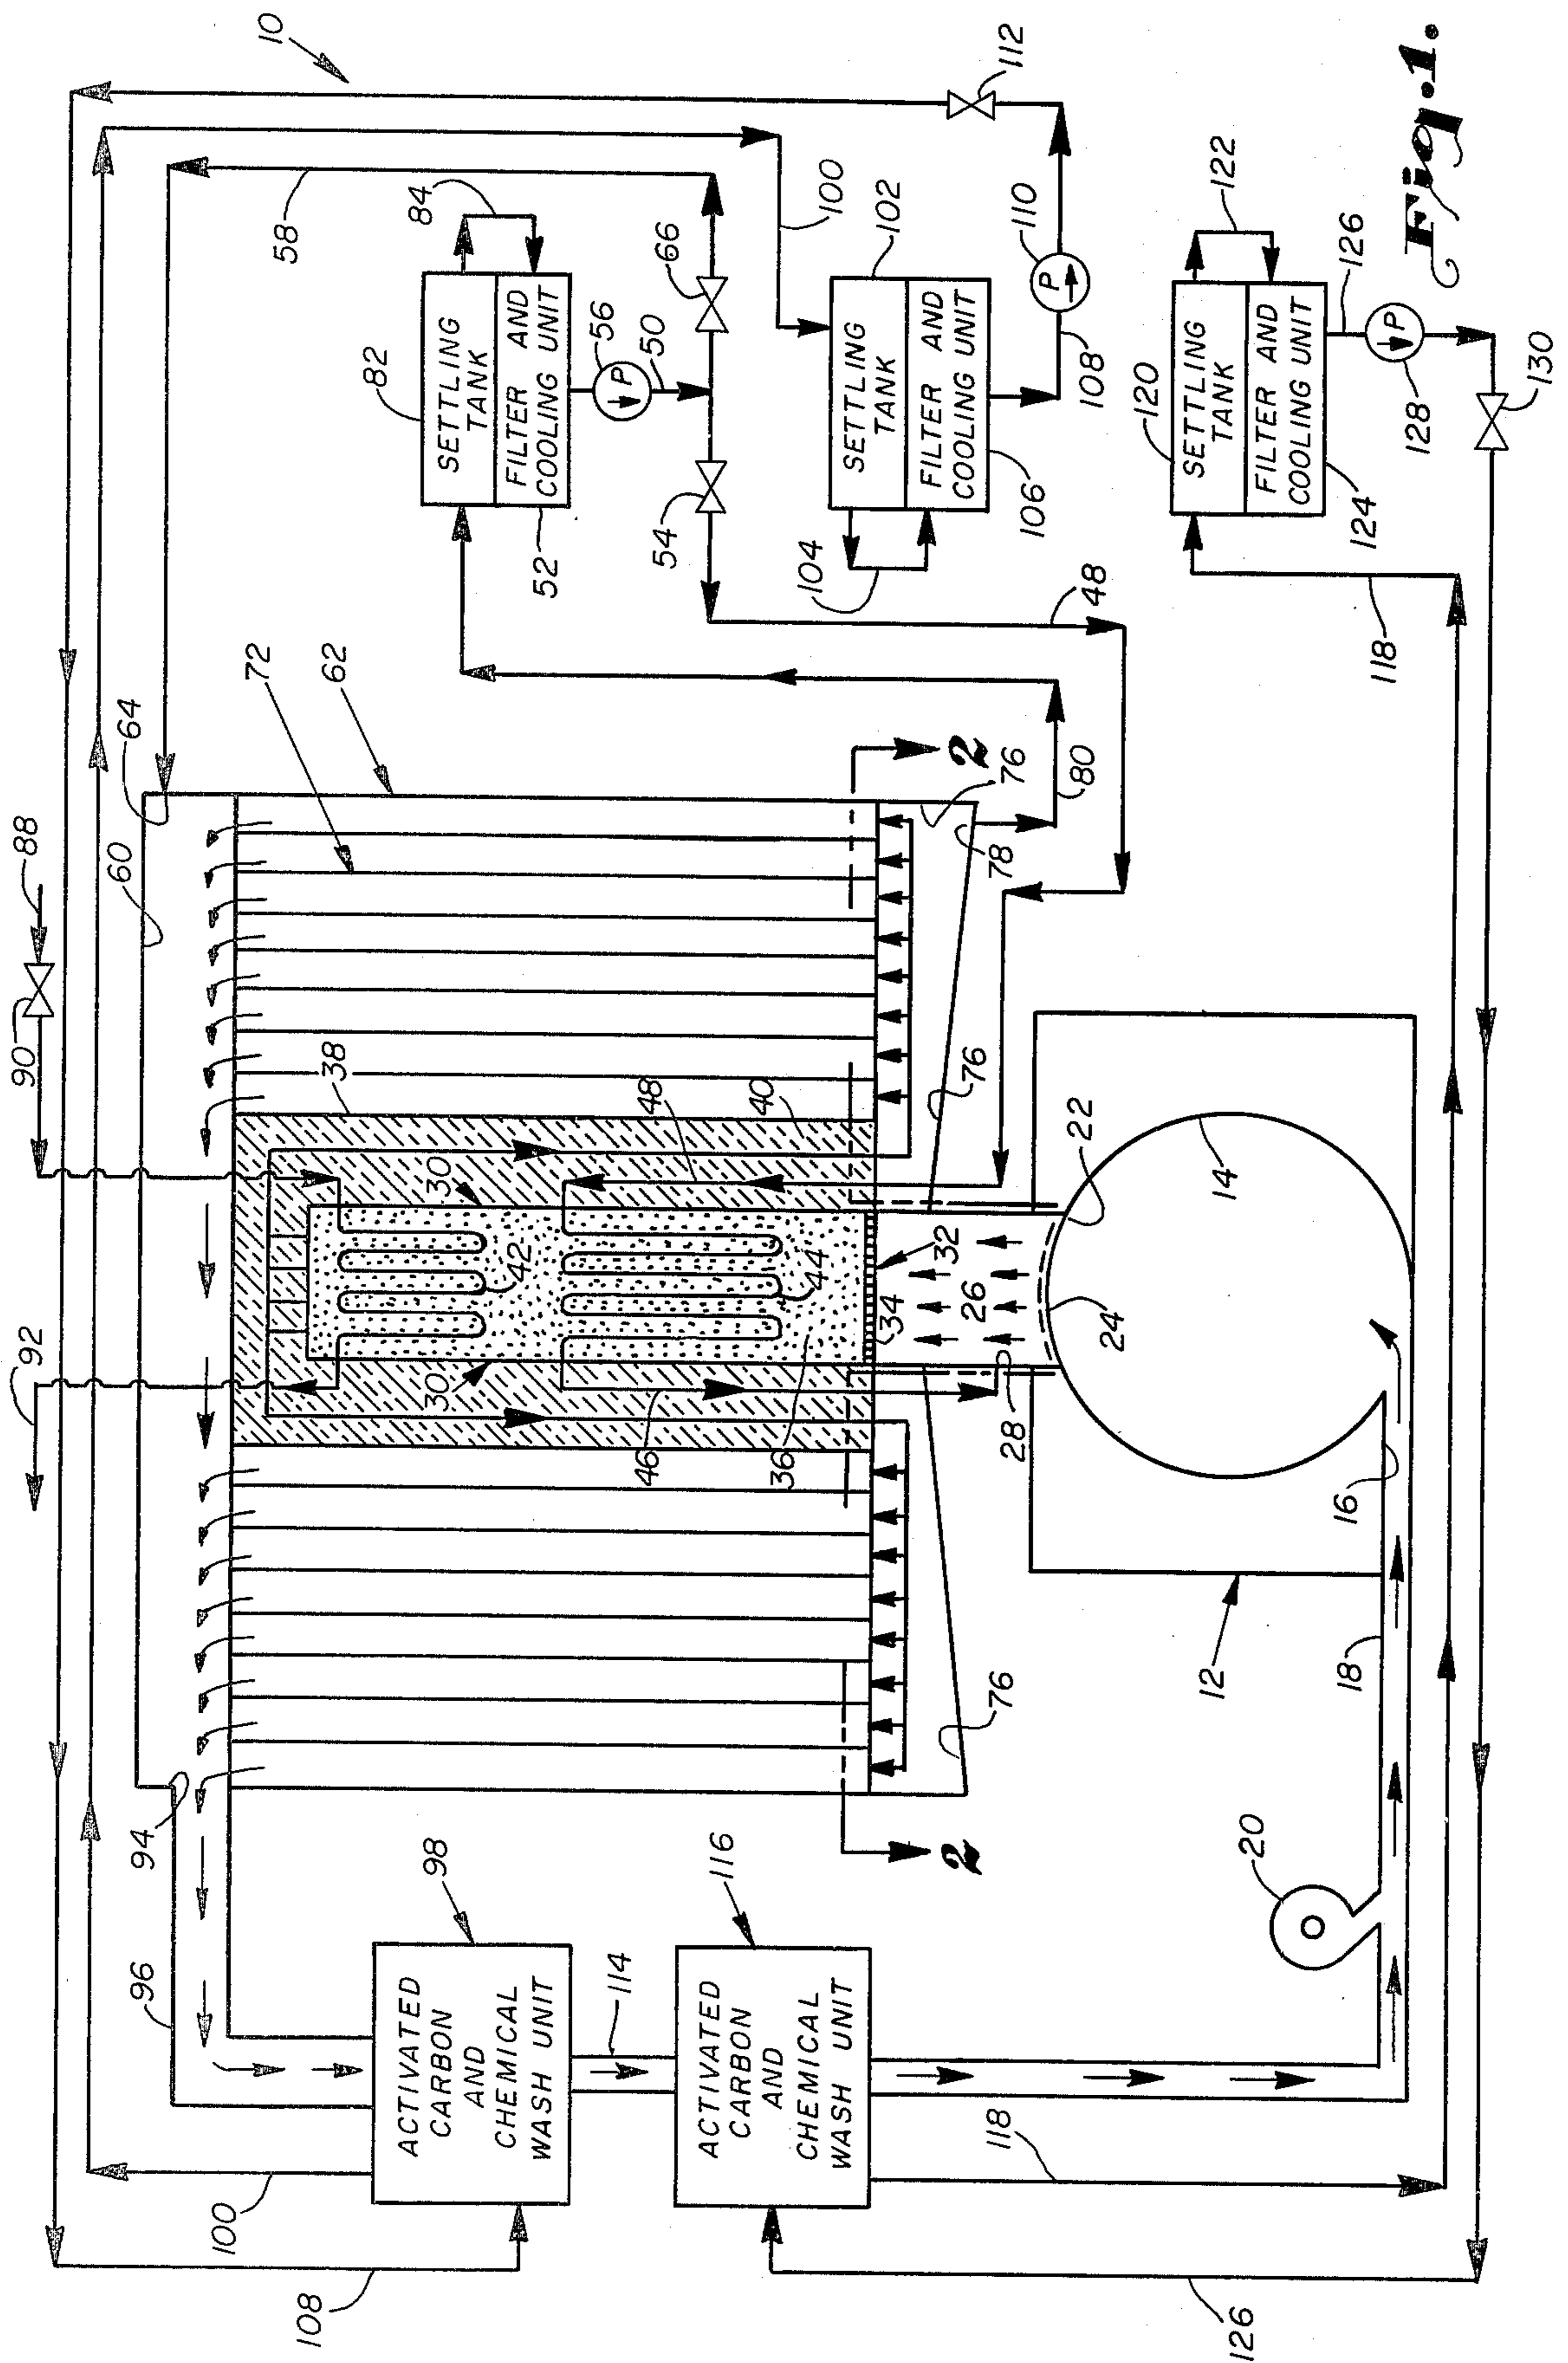 10
92
90
88
60
64
58
112
94
96
38
72
62
82
SETTLING
TANK
84
FILTER AND
COOLING UNIT
52
56
P
50
54
66
100
108
98
ACTIVATED
CARBON
AND
CHEMICAL
WASH UNIT
30
30
42
48
40
46
44
36
34
32
76
78
80
48
104
100
102
SETTLING
TANK
FILTER AND
COOLING UNIT
106
110
P
108
2
2
114
116
ACTIVATED
CARBON
AND
CHEMICAL
WASH UNIT
76
76
28
26
24
22
14
16
18
12
20
118
126
118
120
SETTLING
TANK
122
FILTER AND
COOLING UNIT
124
126
P
128
130
Fig.1.